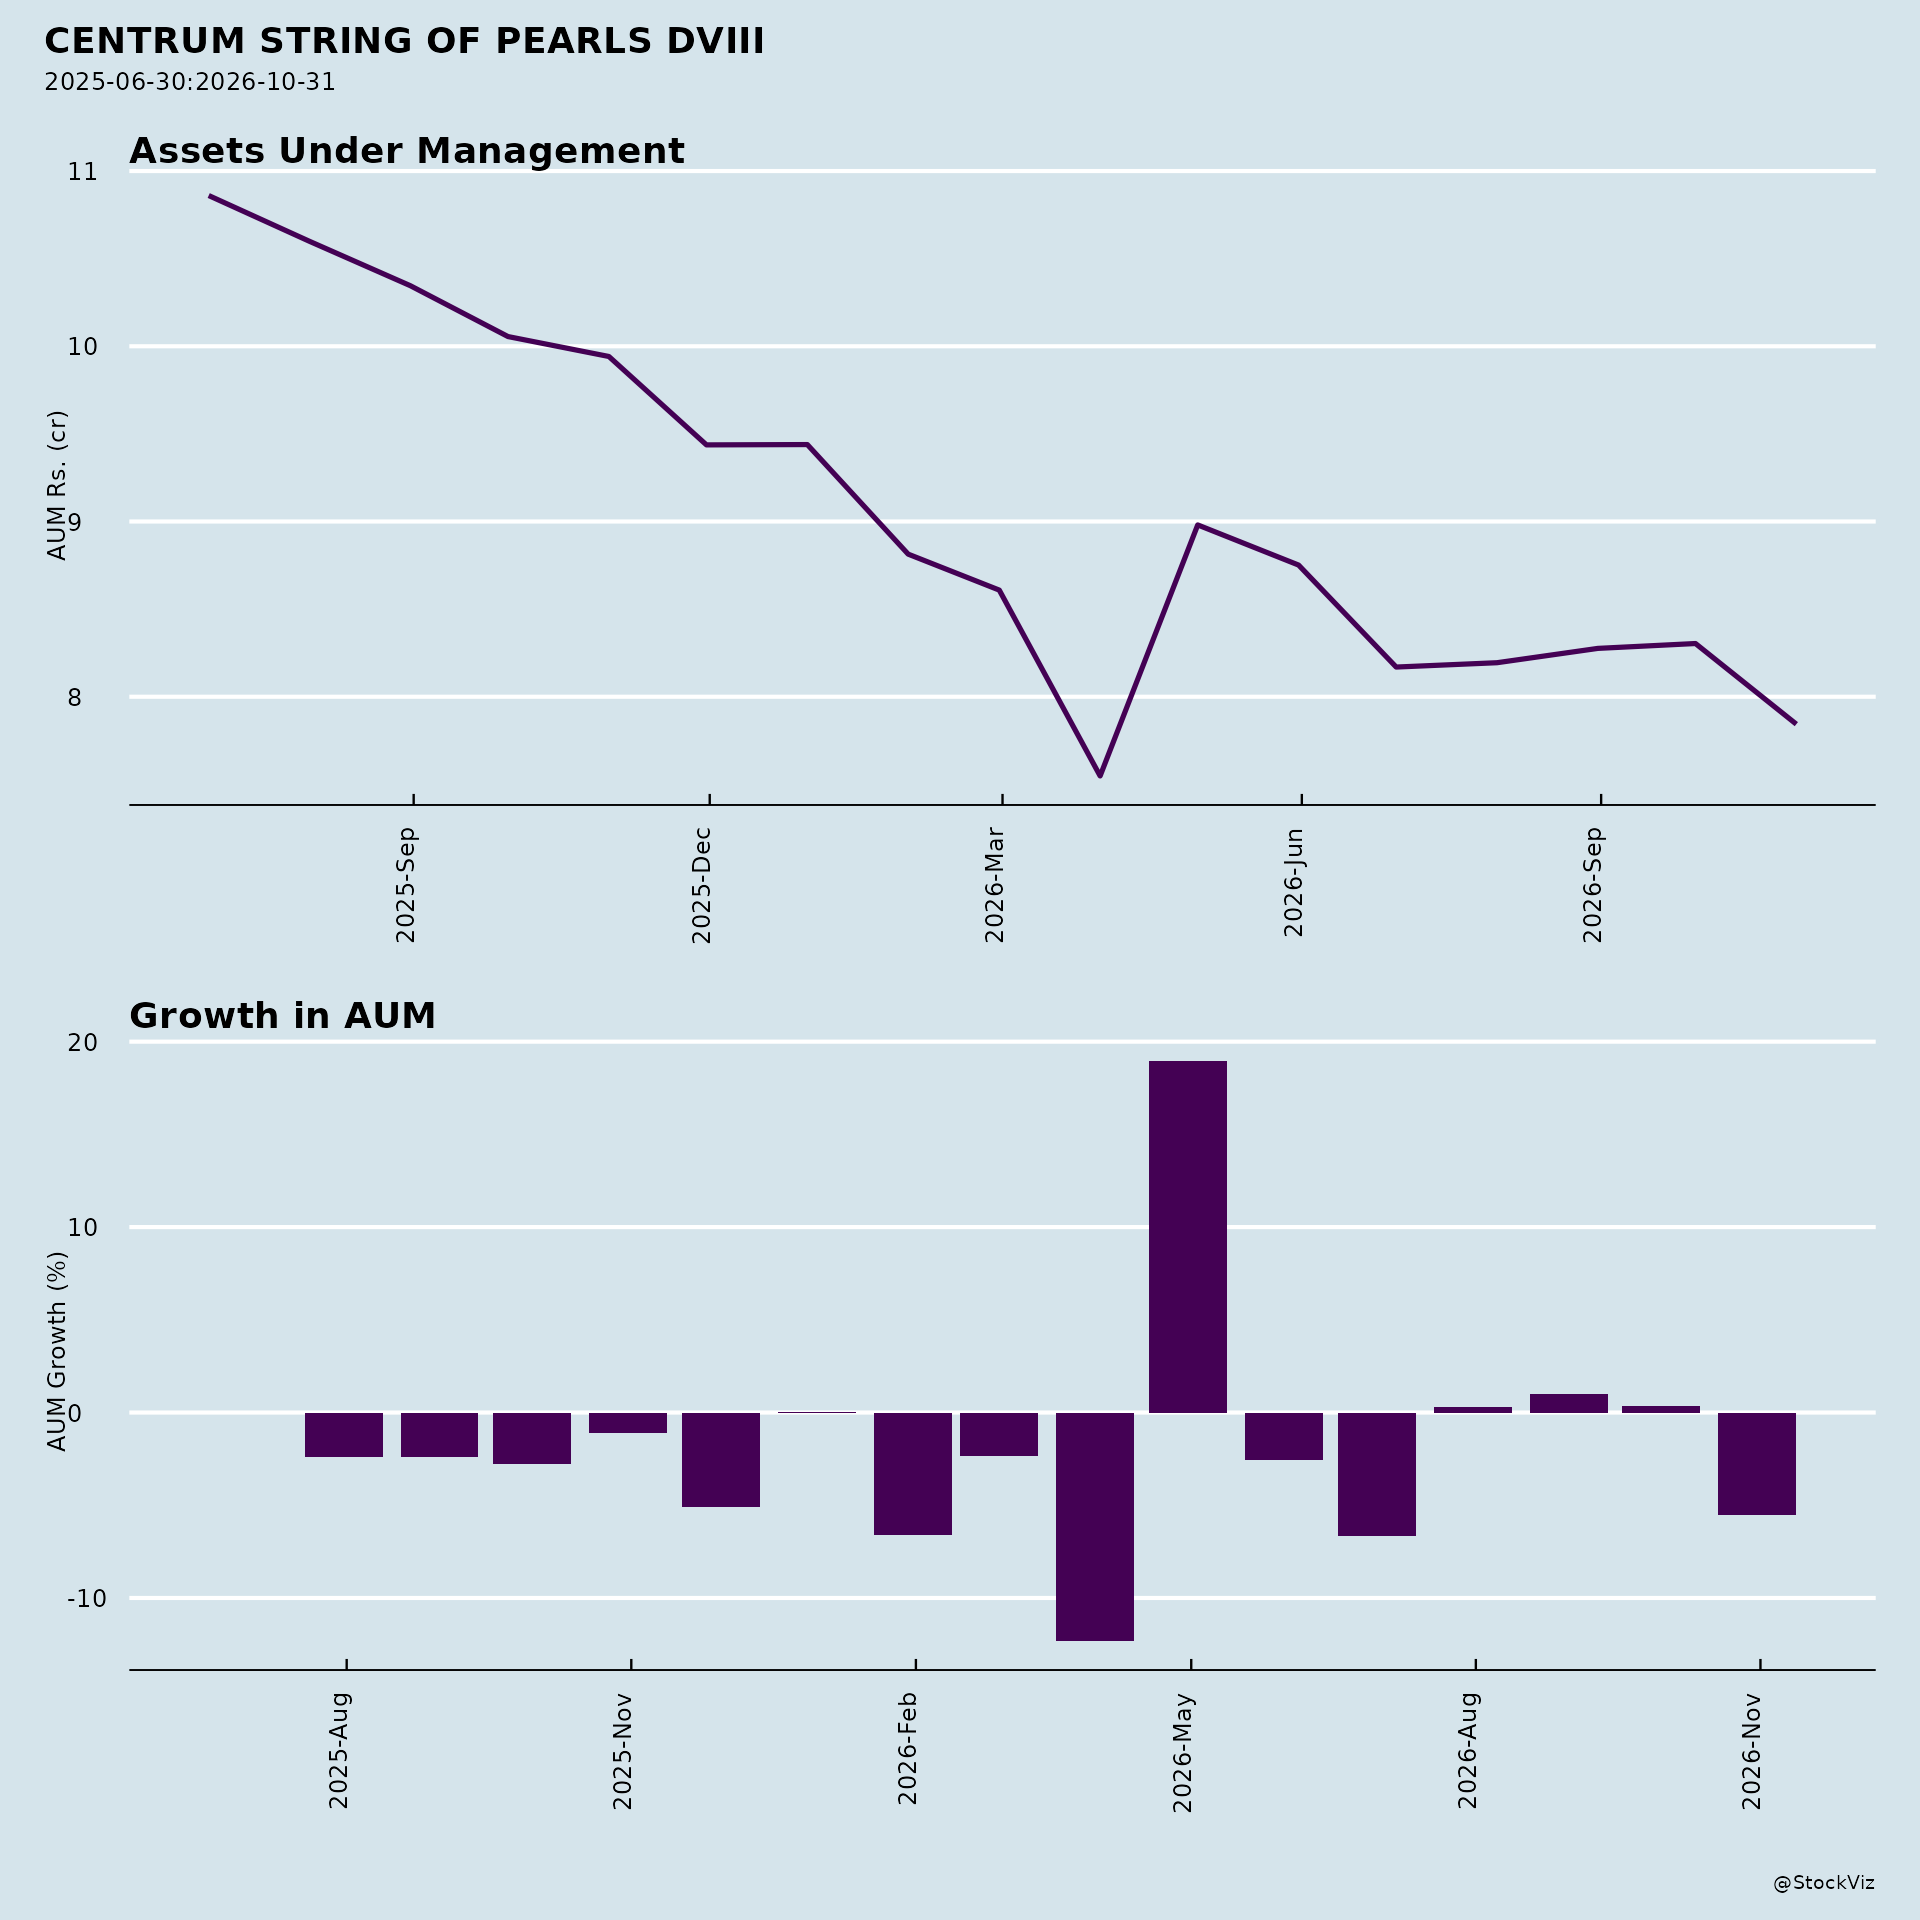 CENTRUM STRING OF PEARLS DVIII
2025-06-30:2026-10-31
Assets Under Management
11
10
9
8
AUM Rs. (cr)
2025-Sep
2025-Dec
2026-Mar
2026-Jun
2026-Sep
Growth in AUM
20
10
0
-10
AUM Growth (%)
2025-Aug
2025-Nov
2026-Feb
2026-May
2026-Aug
2026-Nov
@StockViz